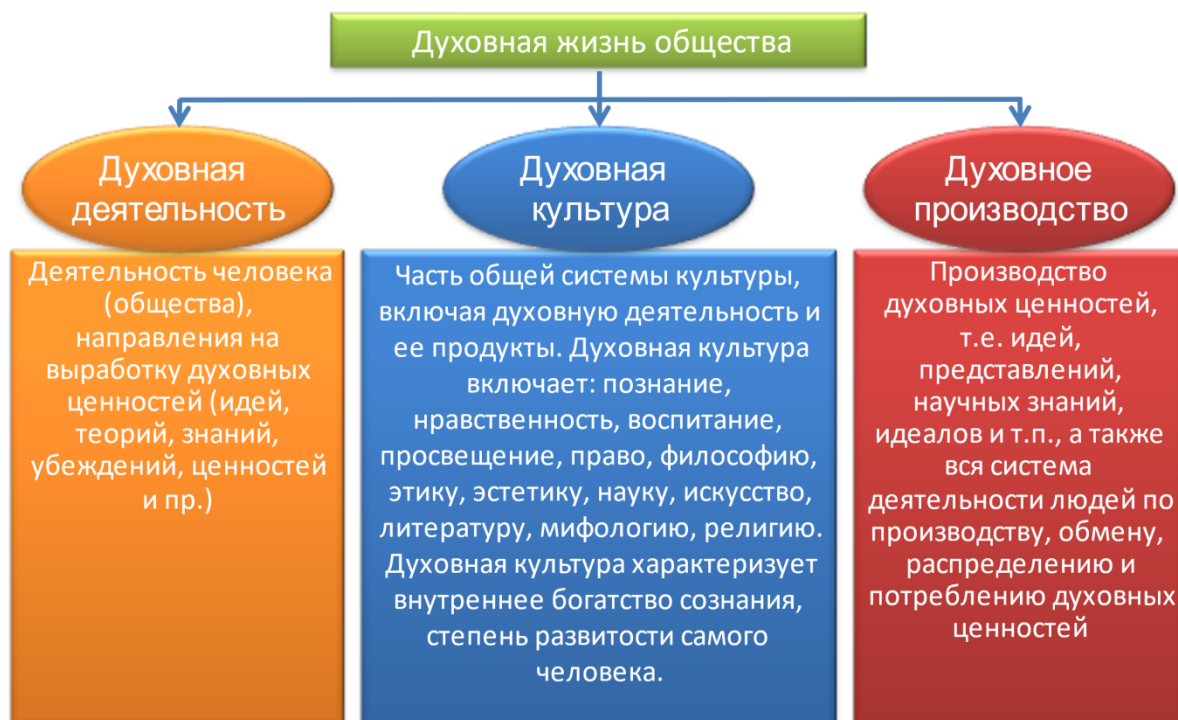 Духовная жизнь общества
Духовная
деятельность
Деятельность человека
(общества),
направления на
выработку духовных
ценностей (идей,
теорий, знаний,
убеждений, ценностей
и пр.)
Духовная
культура
Часть общей системы культуры,
включая духовную деятельность и
ее продукты. Духовная культура
включает: познание,
нравственность, воспитание,
просвещение, право, философию,
этику, эстетику, науку, искусство,
литературу, мифологию, религию.
Духовная культура характеризует
внутреннее богатство сознания,
степень развитости самого
человека.
Духовное
производство
Производство
духовных ценностей,
т.е. идей,
представлений,
научных знаний,
идеалов и т.п., а также
вся система
деятельности людей по
производству, обмену,
распределению и
потреблению духовных
ценностей